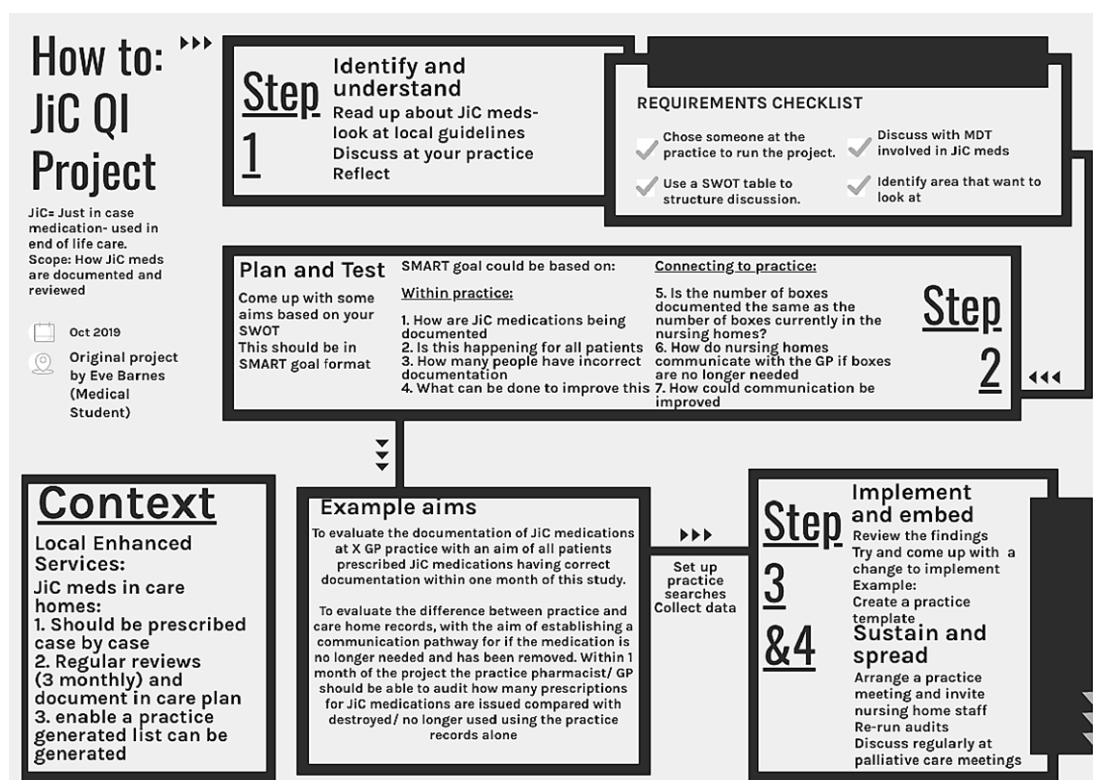 How to:
JiC QI
Project
JiC= Just in case
medication- used in
end of life care.
Scope: How JiC meds
are documented and
reviewed
Oct 2019
Original project
by Eve Barnes
(Medical
Student)
Step
1
Identify and
understand
Read up about JiC meds-
look at local guidelines
Discuss at your practice
Reflect
REQUIREMENTS CHECKLIST
Chose someone at the
practice to run the project.
Use a SWOT table to
structure discussion.
Discuss with MDT
involved in JiC meds
Identify area that want to
look at
Plan and Test
Come up with some
aims based on your
SWOT
This should be in
SMART goal format
SMART goal could be based on:
Within practice:
1. How are JiC medications being
documented
2. Is this happening for all patients
3. How many people have incorrect
documentation
4. What can be done to improve this
Connecting to practice:
5. Is the number of boxes
documented the same as the
number of boxes currently in the
nursing homes?
6. How do nursing homes
communicate with the GP if boxes
are no longer needed
7. How could communication be
improved
Step
2
Context
Local Enhanced
Services:
JiC meds in care
homes:
1. Should be prescribed
case by case
2. Regular reviews
(3 monthly) and
document in care plan
3. enable a practice
generated list can be
generated
Example aims
To evaluate the documentation of JiC medications
at X GP practice with an aim of all patients
prescribed JiC medications having correct
documentation within one month of this study.
To evaluate the difference between practice and
care home records, with the aim of establishing a
communication pathway for if the medication is
no longer needed and has been removed. Within 1
month of the project the practice pharmacist/ GP
should be able to audit how many prescriptions
for JiC medications are issued compared with
destroyed/ no longer used using the practice
records alone
Set up
practice
searches
Collect data
Step
3
&4
Implement
and embed
Review the findings
Try and come up with a
change to implement
Example:
Create a practice
template
Sustain and
spread
Arrange a practice
meeting and invite
nursing home staff
Re-run audits
Discuss regularly at
palliative care meetings